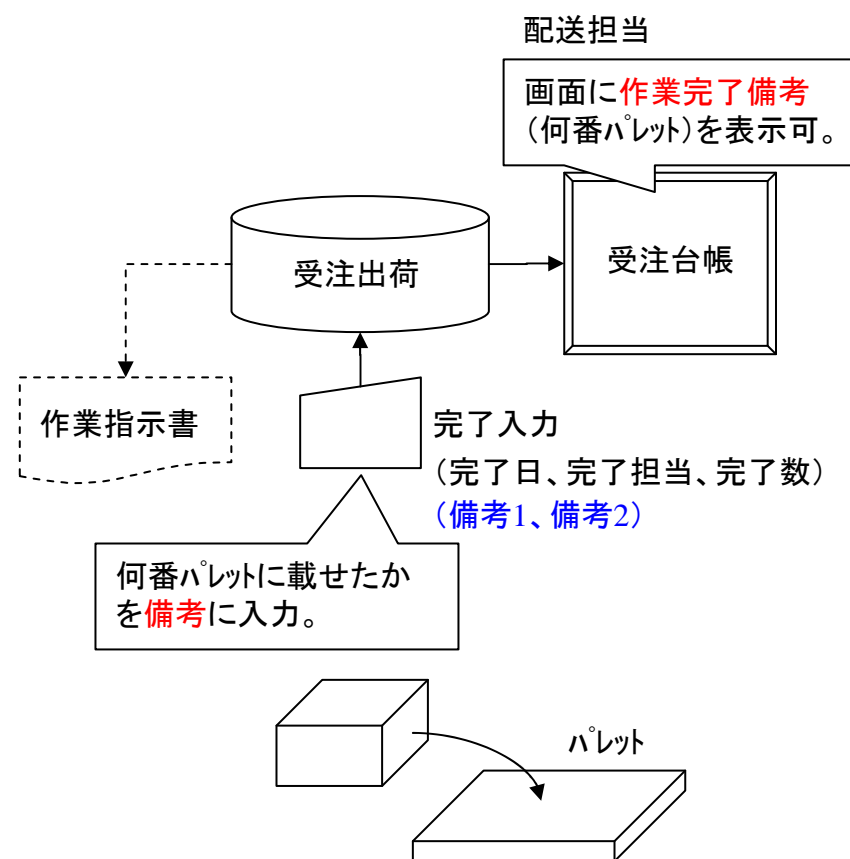 配送担当
画面に作業完了備考
（何番ﾊﾟﾚｯﾄ）を表示可。
受注出荷
受注台帳
作業指示書
完了入力
（完了日、完了担当、完了数）
（備考1、備考2）
何番ﾊﾟﾚｯﾄに載せたか
を備考に入力。
ﾊﾟﾚｯﾄ